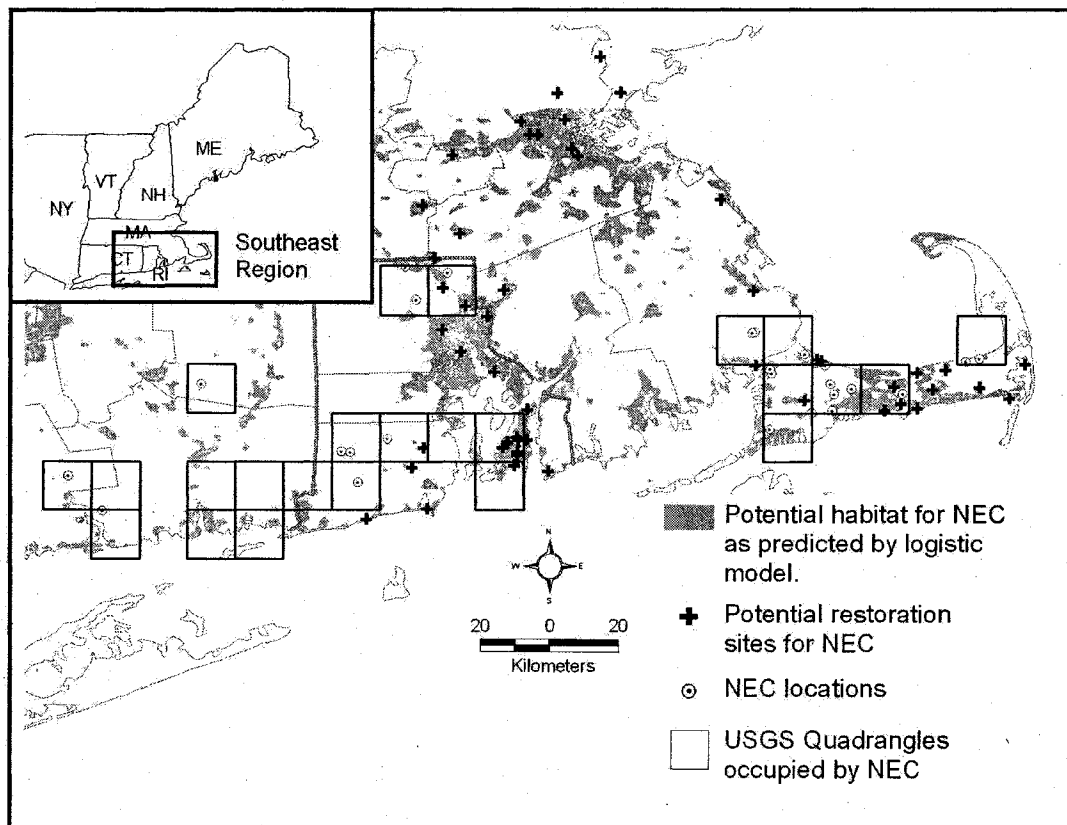 ME
VT
NH
NY
MA
CT
RI
Southeast
Region
Potential habitat for NEC
as predicted by logistic
model.
Potential restoration
sites for NEC
NEC locations
USGS Quadrangles
occupied by NEC
N
W
E
S
20 0 20
Kilometers